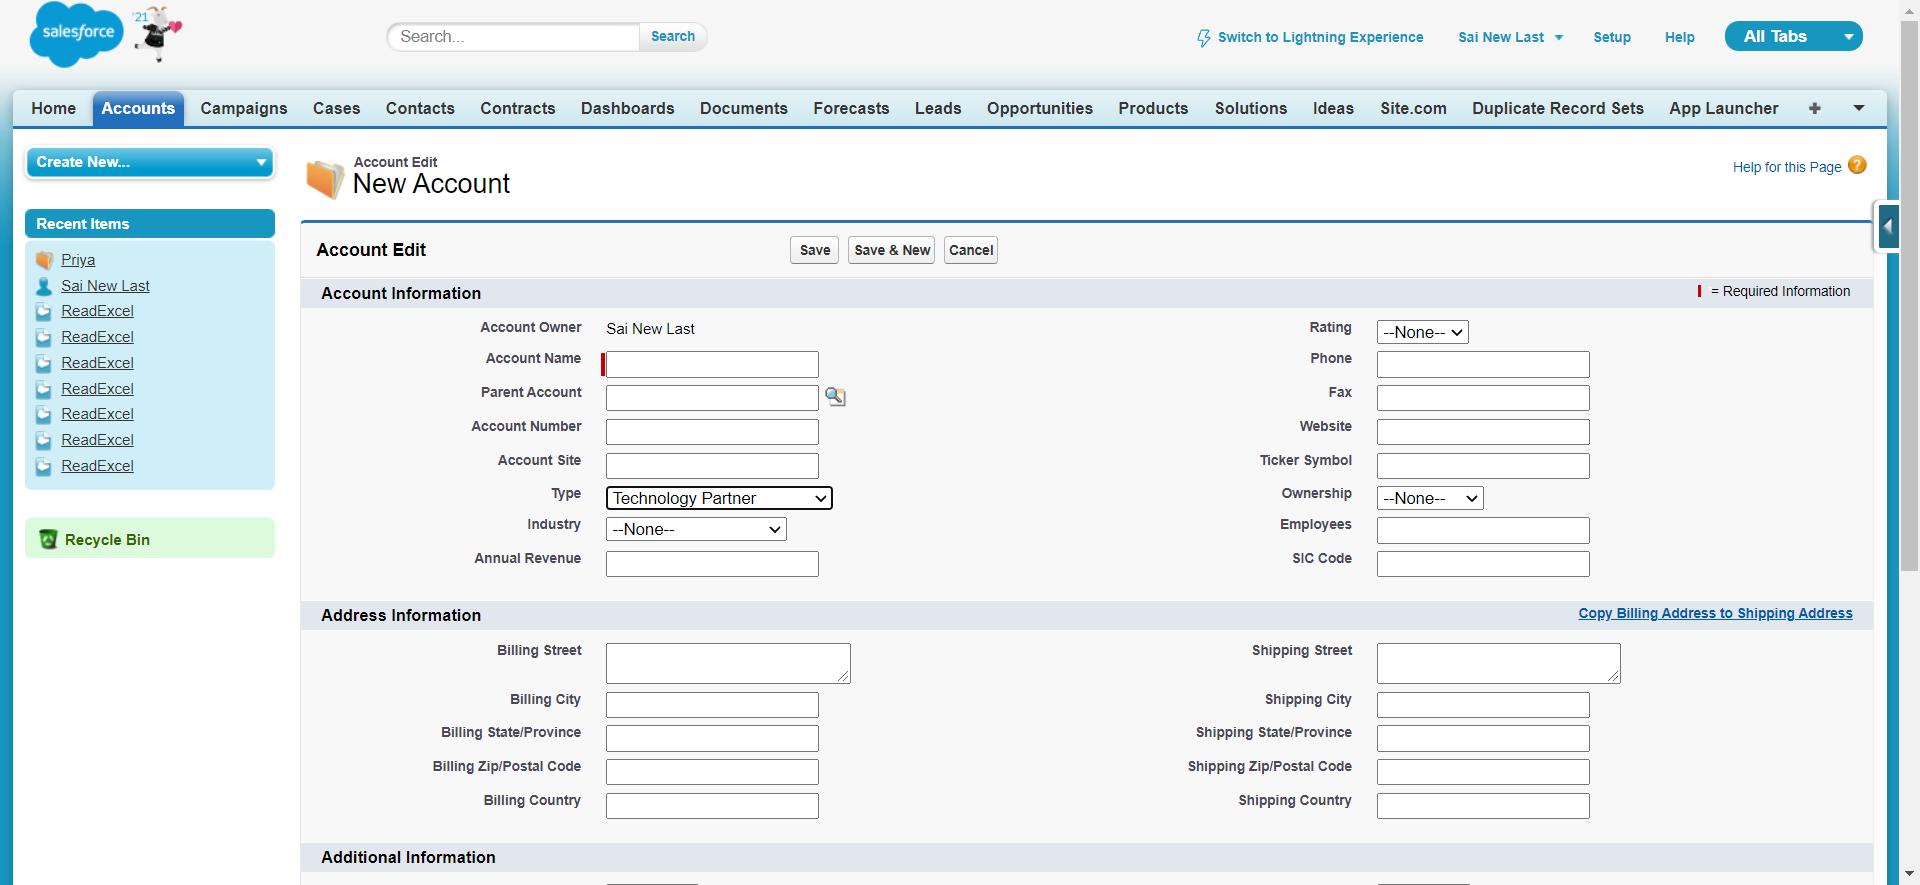 salesforce
'21
Search...
Search
Switch to Lightning Experience
Sai New Last
Setup
Help
All Tabs
Home
Accounts
Campaigns
Cases
Contacts
Contracts
Dashboards
Documents
Forecasts
Leads
Opportunities
Products
Solutions
Ideas
Site.com
Duplicate Record Sets
App Launcher
+
Create New...
Recent Items
Priya
Sai New Last
ReadExcel
ReadExcel
ReadExcel
ReadExcel
ReadExcel
ReadExcel
ReadExcel
Recycle Bin
Account Edit
New Account
Help for this Page ?
Account Edit
Save
Save & New
Cancel
Account Information
= Required Information
Account Owner
Sai New Last
Rating
--None--
Account Name
Phone
Parent Account
Fax
Account Number
Website
Account Site
Ticker Symbol
Type
Technology Partner
Ownership
--None--
Industry
--None--
Employees
Annual Revenue
SIC Code
Address Information
Copy Billing Address to Shipping Address
Billing Street
Shipping Street
Billing City
Shipping City
Billing State/Province
Shipping State/Province
Billing Zip/Postal Code
Shipping Zip/Postal Code
Billing Country
Shipping Country
Additional Information